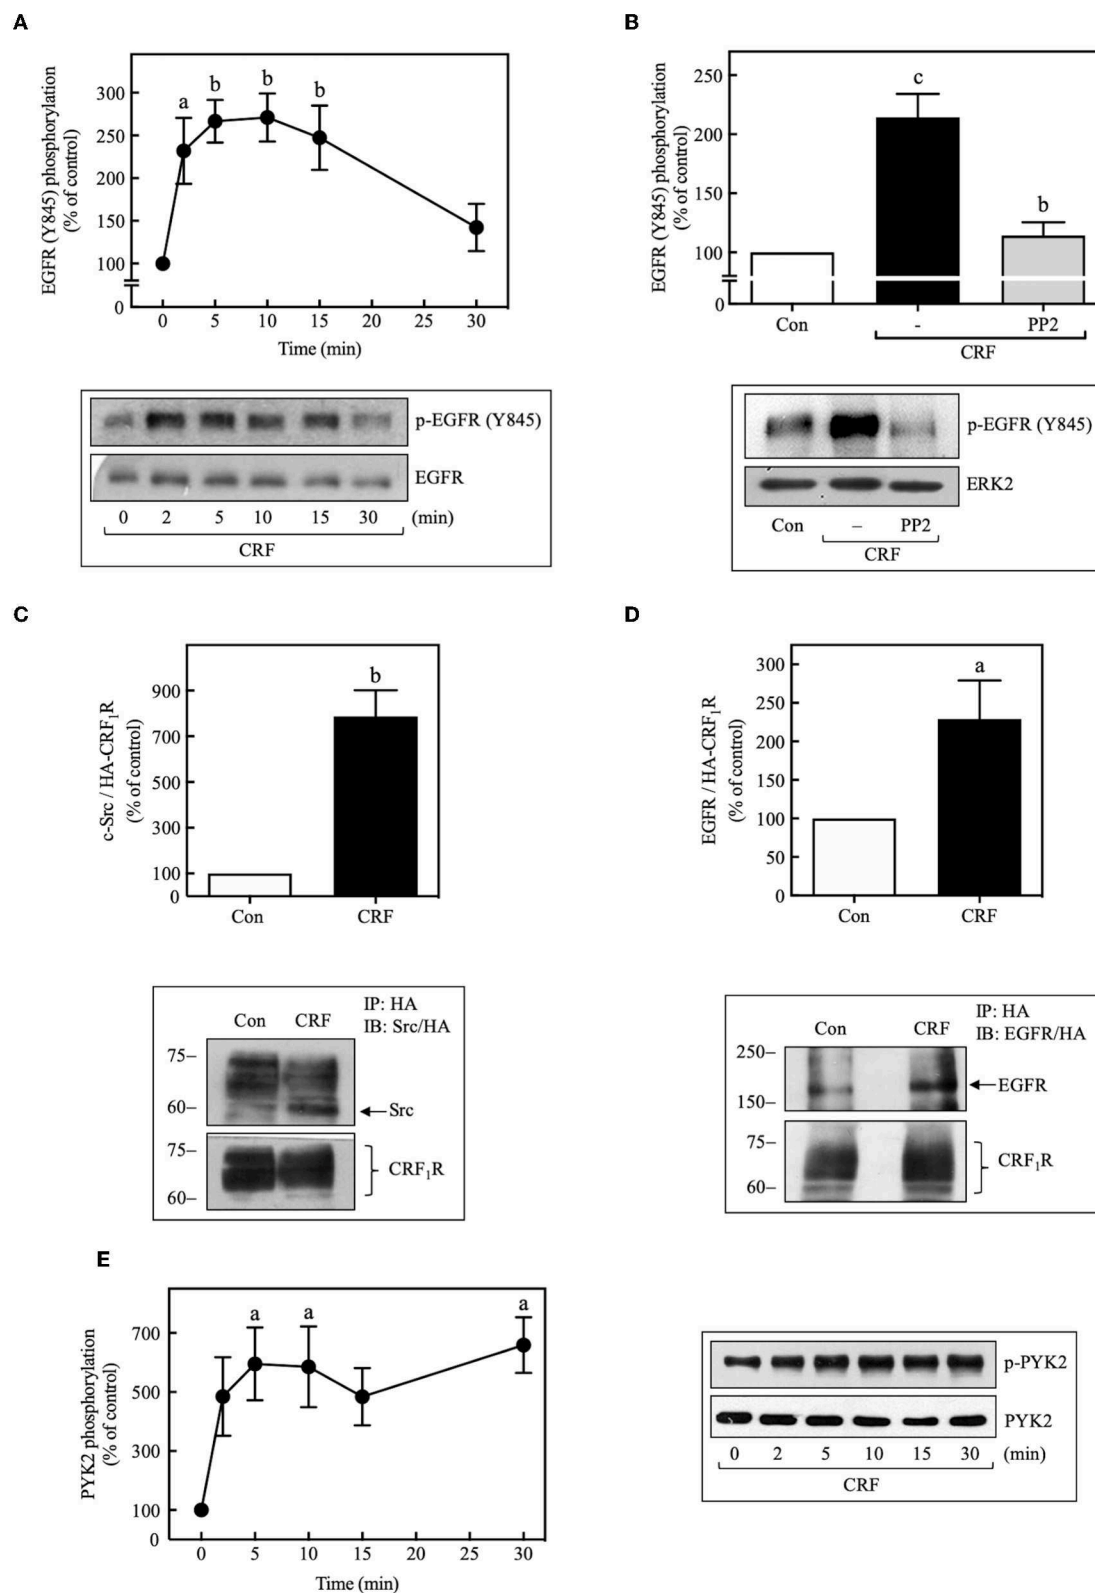 A
EGFR (Y845) phosphorylation
(% of control)
300
250
200
150
100
0
a
b
b
b
0 5 10 15 20 25 30
Time (min)
p-EGFR (Y845)
EGFR
0 2 5 10 15 30 (min)
CRF
B
EGFR (Y845) phosphorylation
(% of control)
250
200
150
100
0
c
b
Con - PP2
CRF
p-EGFR (Y845)
ERK2
Con – PP2
CRF
C
c-Src / HA-CRF₁R
(% of control)
900
700
500
300
100
0
b
Con CRF
IP: HA
Con CRF IB: Src/HA
75–
60–
Src
75–
60–
CRF₁R
D
EGFR / HA-CRF₁R
(% of control)
300
250
200
150
100
50
0
a
Con CRF
IP: HA
Con CRF IB: EGFR/HA
250–
150–
EGFR
75–
60–
CRF₁R
E
PYK2 phosphorylation
(% of control)
700
500
300
100
0
a
a
a
0 5 10 15 20 25 30
Time (min)
p-PYK2
PYK2
0 2 5 10 15 30 (min)
CRF